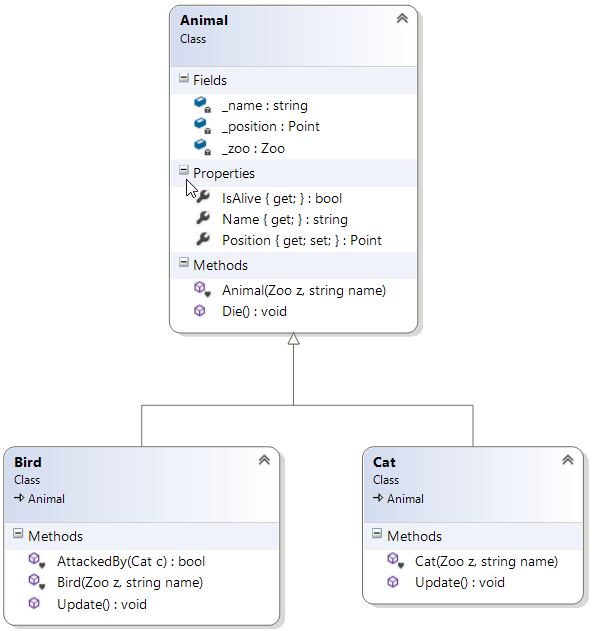 Animal
Class
Fields
_name : string
_position : Point
_zoo : Zoo
Properties
IsAlive { get; } : bool
Name { get; } : string
Position { get; set; } : Point
Methods
Animal(Zoo z, string name)
Die() : void
Bird
Class
Animal
Methods
AttackedBy(Cat c) : bool
Bird(Zoo z, string name)
Update() : void
Cat
Class
Animal
Methods
Cat(Zoo z, string name)
Update() : void